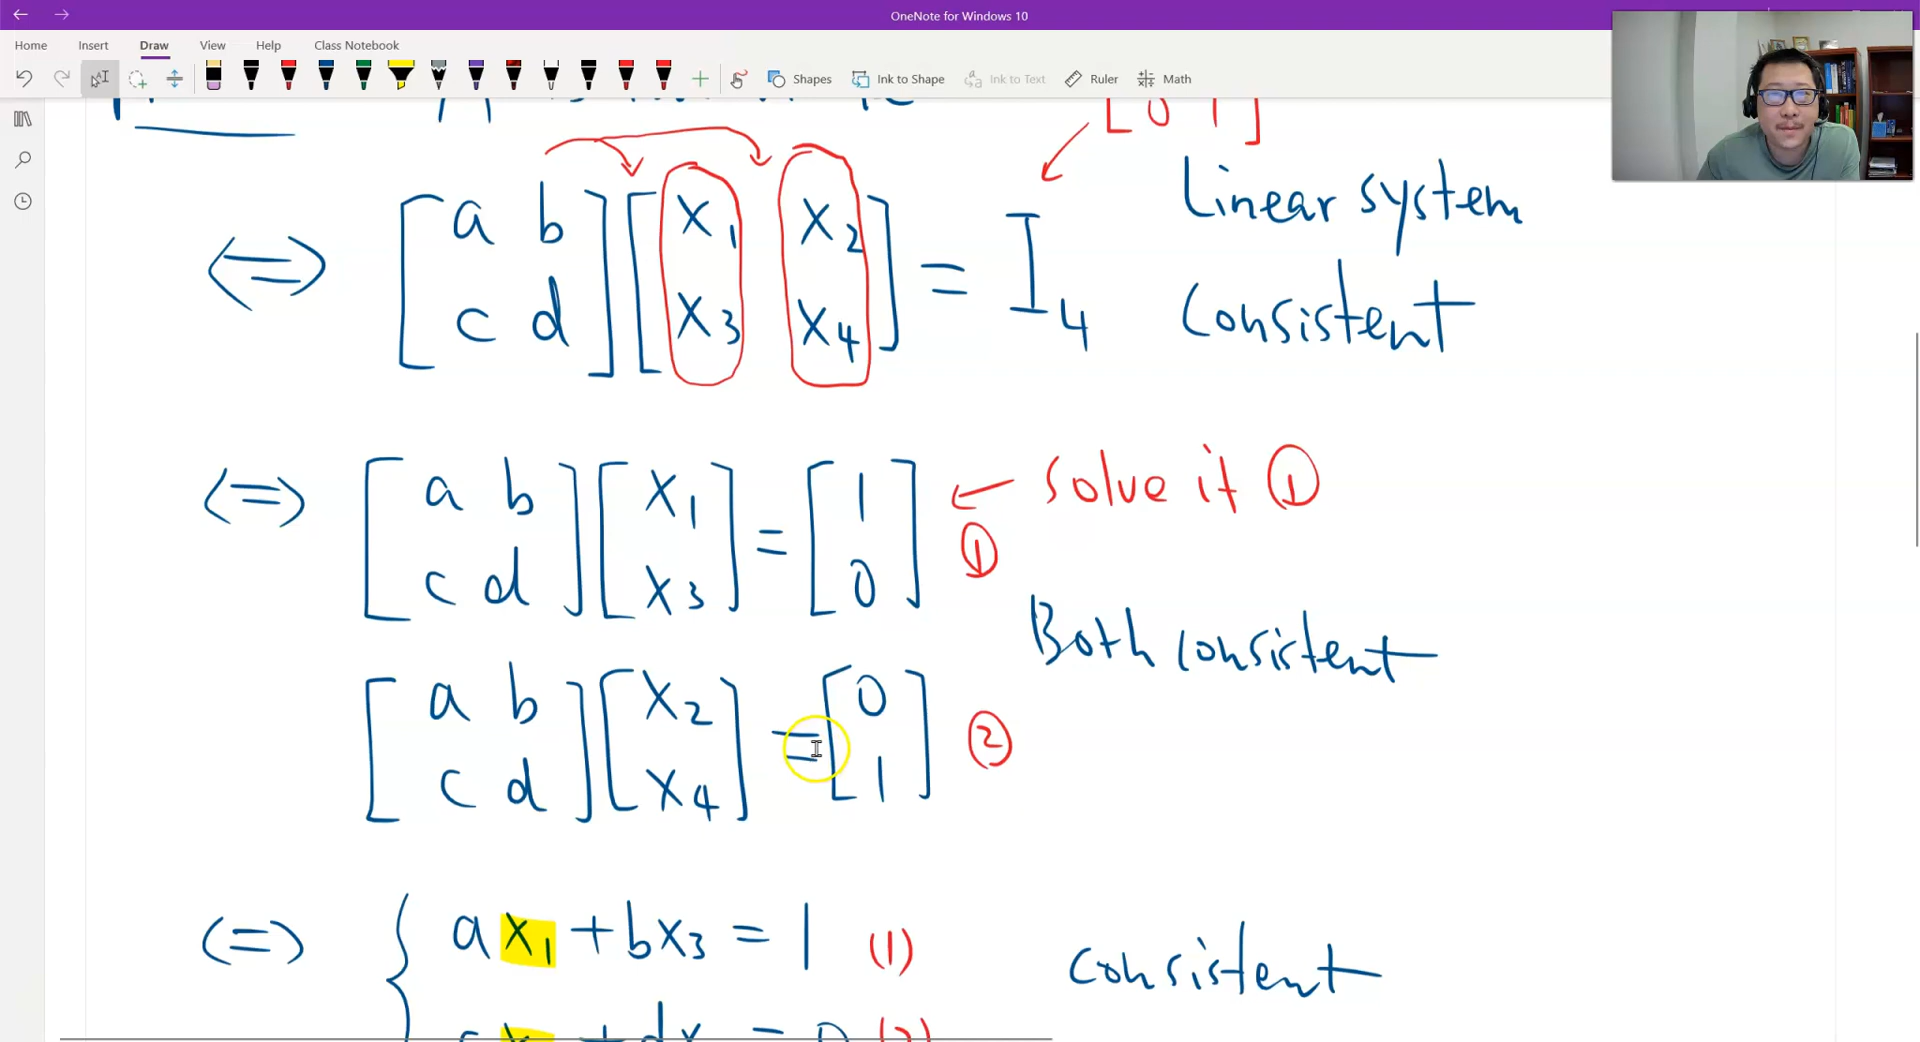 OneNote for Windows 10
Home Insert Draw View Help Class Notebook
Shapes Ink to Shape Ink to Text Ruler Math
[0 1]
Linear system
⇔ [a b
c d] [x1 x2
x3 x4] = I4
Consistent
⇔ [a b
c d] [x1
x3] = [1
0] ← solve it ①
①
Both consistent
[a b
c d] [x2
x4] = [0
1] ②
⇔ { ax1 + bx3 = 1 (1)
consistent